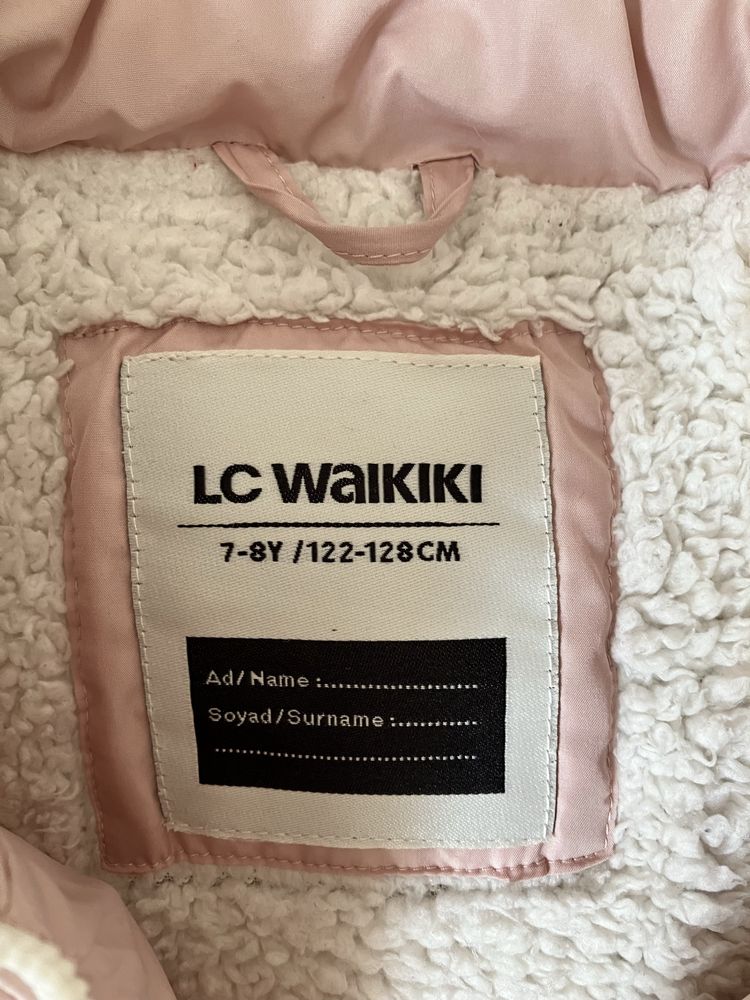 LC WaIKIKI
7-8Y /122-128CM
Ad/Name :......................
Soyad/Surname :............
.......................................